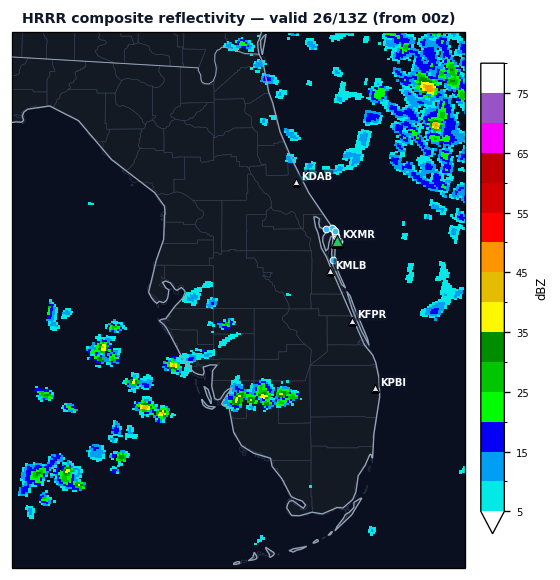 HRRR composite reflectivity — valid 26/13Z (from 00z)
KDAB
KXMR
KMLB
KFPR
KPBI
75
65
55
45
35
25
15
5
dBZ